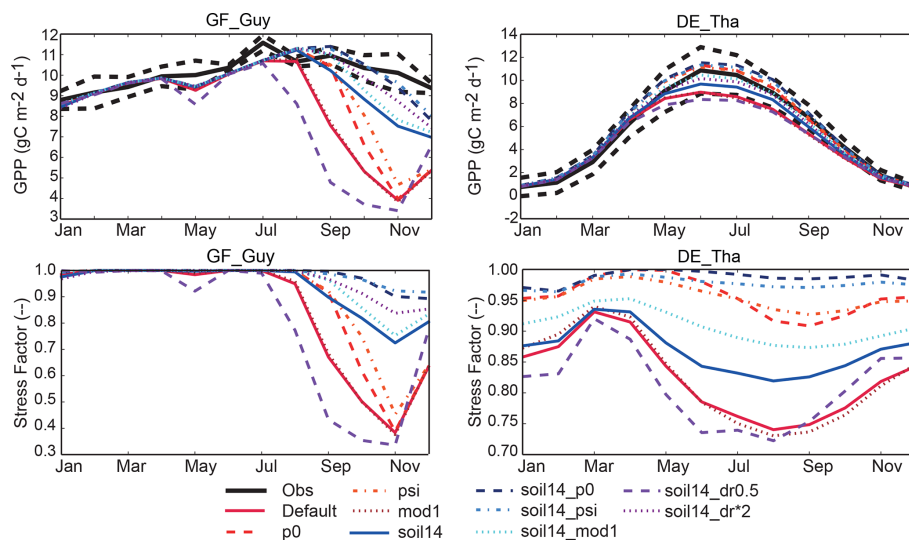 GF_Guy
DE_Tha
GPP (gC m-2 d-1)
12
11
10
9
8
7
6
5
4
3
Jan Mar May Jul Sep Nov
GPP (gC m-2 d-1)
14
12
10
8
6
4
2
0
-2
Jan Mar May Jul Sep Nov
GF_Guy
DE_Tha
Stress Factor (--)
1.0
0.9
0.8
0.7
0.6
0.5
0.4
0.3
Jan Mar May Jul Sep Nov
Stress Factor (--)
1.00
0.95
0.90
0.85
0.80
0.75
0.70
Jan Mar May Jul Sep Nov
Obs
Default
p0
psi
mod1
soil14
soil14_p0
soil14_psi
soil14_mod1
soil14_dr0.5
soil14_dr*2